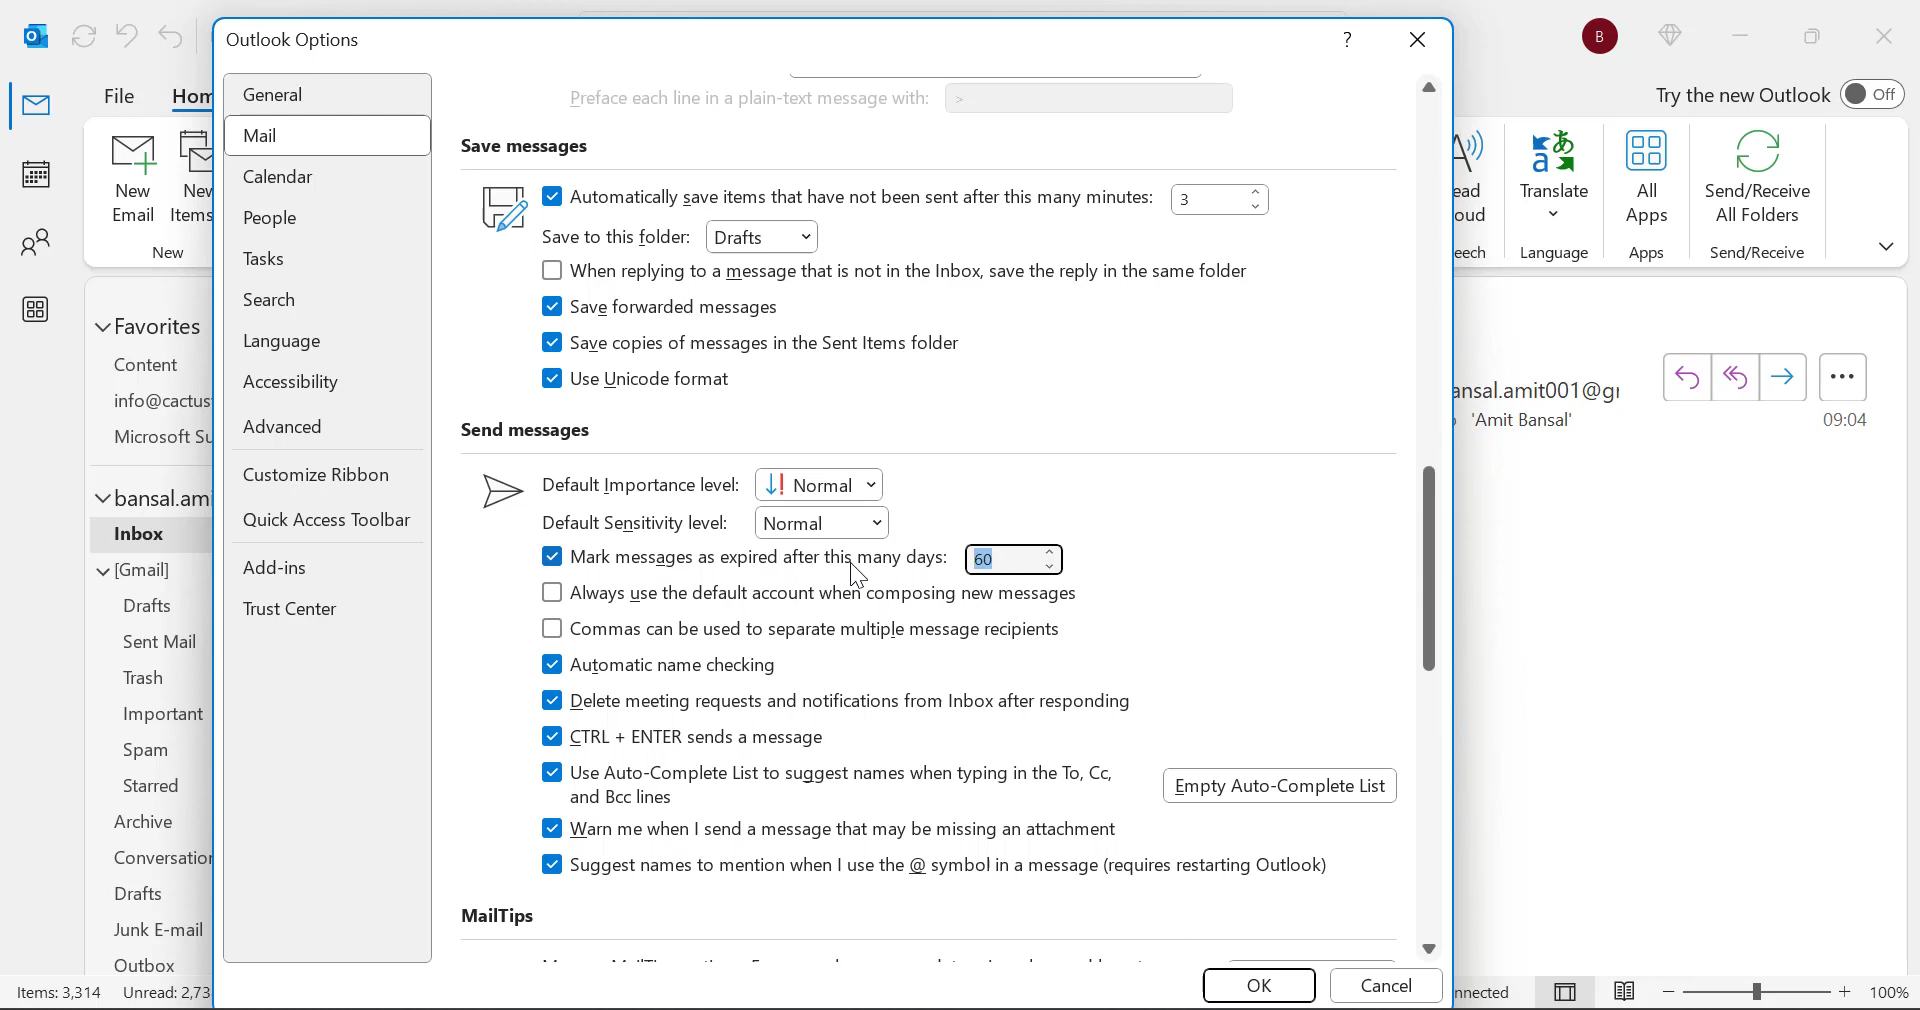 Outlook Options
?
B
File
Try the new Outlook
Off
New Email
New
Translate
All Apps
Send/Receive All Folders
New
Language
Apps
Send/Receive
Favorites
Content
Microsoft
Inbox
[Gmail]
Drafts
Sent Mail
Trash
Important
Spam
Starred
Archive
Drafts
Junk E-mail
Outbox
General
Mail
Calendar
People
Tasks
Search
Language
Accessibility
Advanced
Customize Ribbon
Quick Access Toolbar
Add-ins
Trust Center
Preface each line in a plain-text message with: >
Save messages
Automatically save items that have not been sent after this many minutes: 3
Save to this folder: Drafts
When replying to a message that is not in the Inbox, save the reply in the same folder
Save forwarded messages
Save copies of messages in the Sent Items folder
Use Unicode format
Send messages
Default Importance level: Normal
Default Sensitivity level: Normal
Mark messages as expired after this many days: 60
Always use the default account when composing new messages
Commas can be used to separate multiple message recipients
Automatic name checking
Delete meeting requests and notifications from Inbox after responding
CTRL + ENTER sends a message
Use Auto-Complete List to suggest names when typing in the To, Cc,
and Bcc lines
Empty Auto-Complete List
Warn me when I send a message that may be missing an attachment
Suggest names to mention when I use the @ symbol in a message (requires restarting Outlook)
MailTips
OK
Cancel
'Amit Bansal'
09:04
Items: 3,314
Unread:
100%